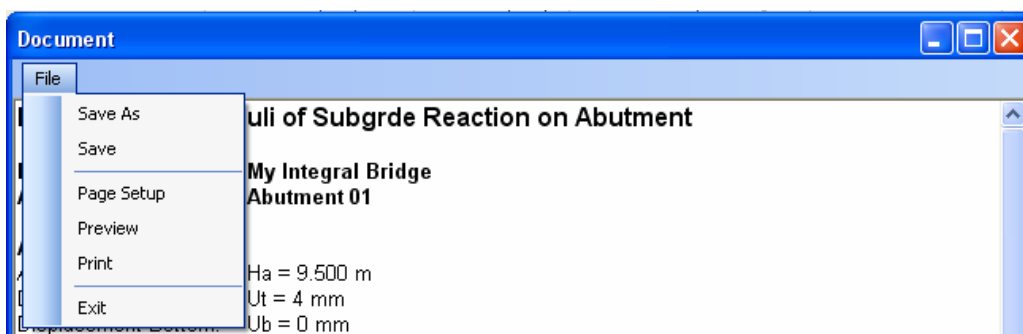 Document
File
Save As
Save
Page Setup
Preview
Print
Exit
uli of Subgrde Reaction on Abutment
My Integral Bridge
Abutment 01
Ha = 9.500 m
Ut = 4 mm
Ub = 0 mm